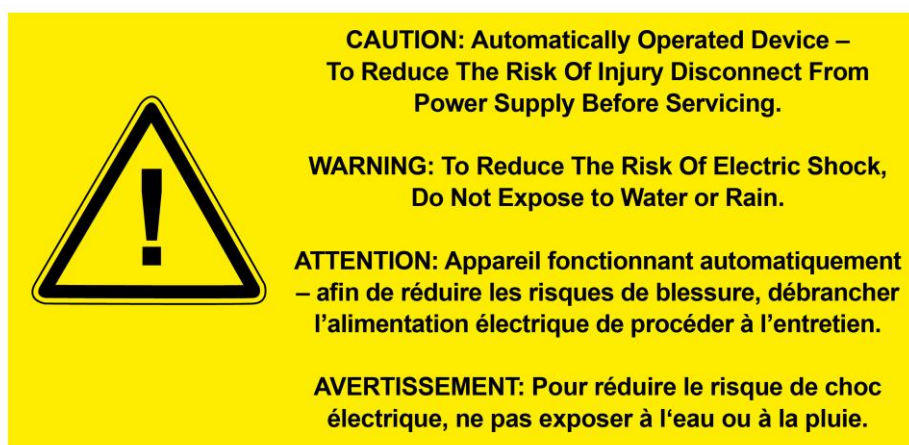 CAUTION: Automatically Operated Device –
To Reduce The Risk Of Injury Disconnect From
Power Supply Before Servicing.
WARNING: To Reduce The Risk Of Electric Shock,
Do Not Expose to Water or Rain.
ATTENTION: Appareil fonctionnant automatiquement
– afin de réduire les risques de blessure, débrancher
l’alimentation électrique de procéder à l’entretien.
AVERTISSEMENT: Pour réduire le risque de choc
électrique, ne pas exposer à l‘eau ou à la pluie.